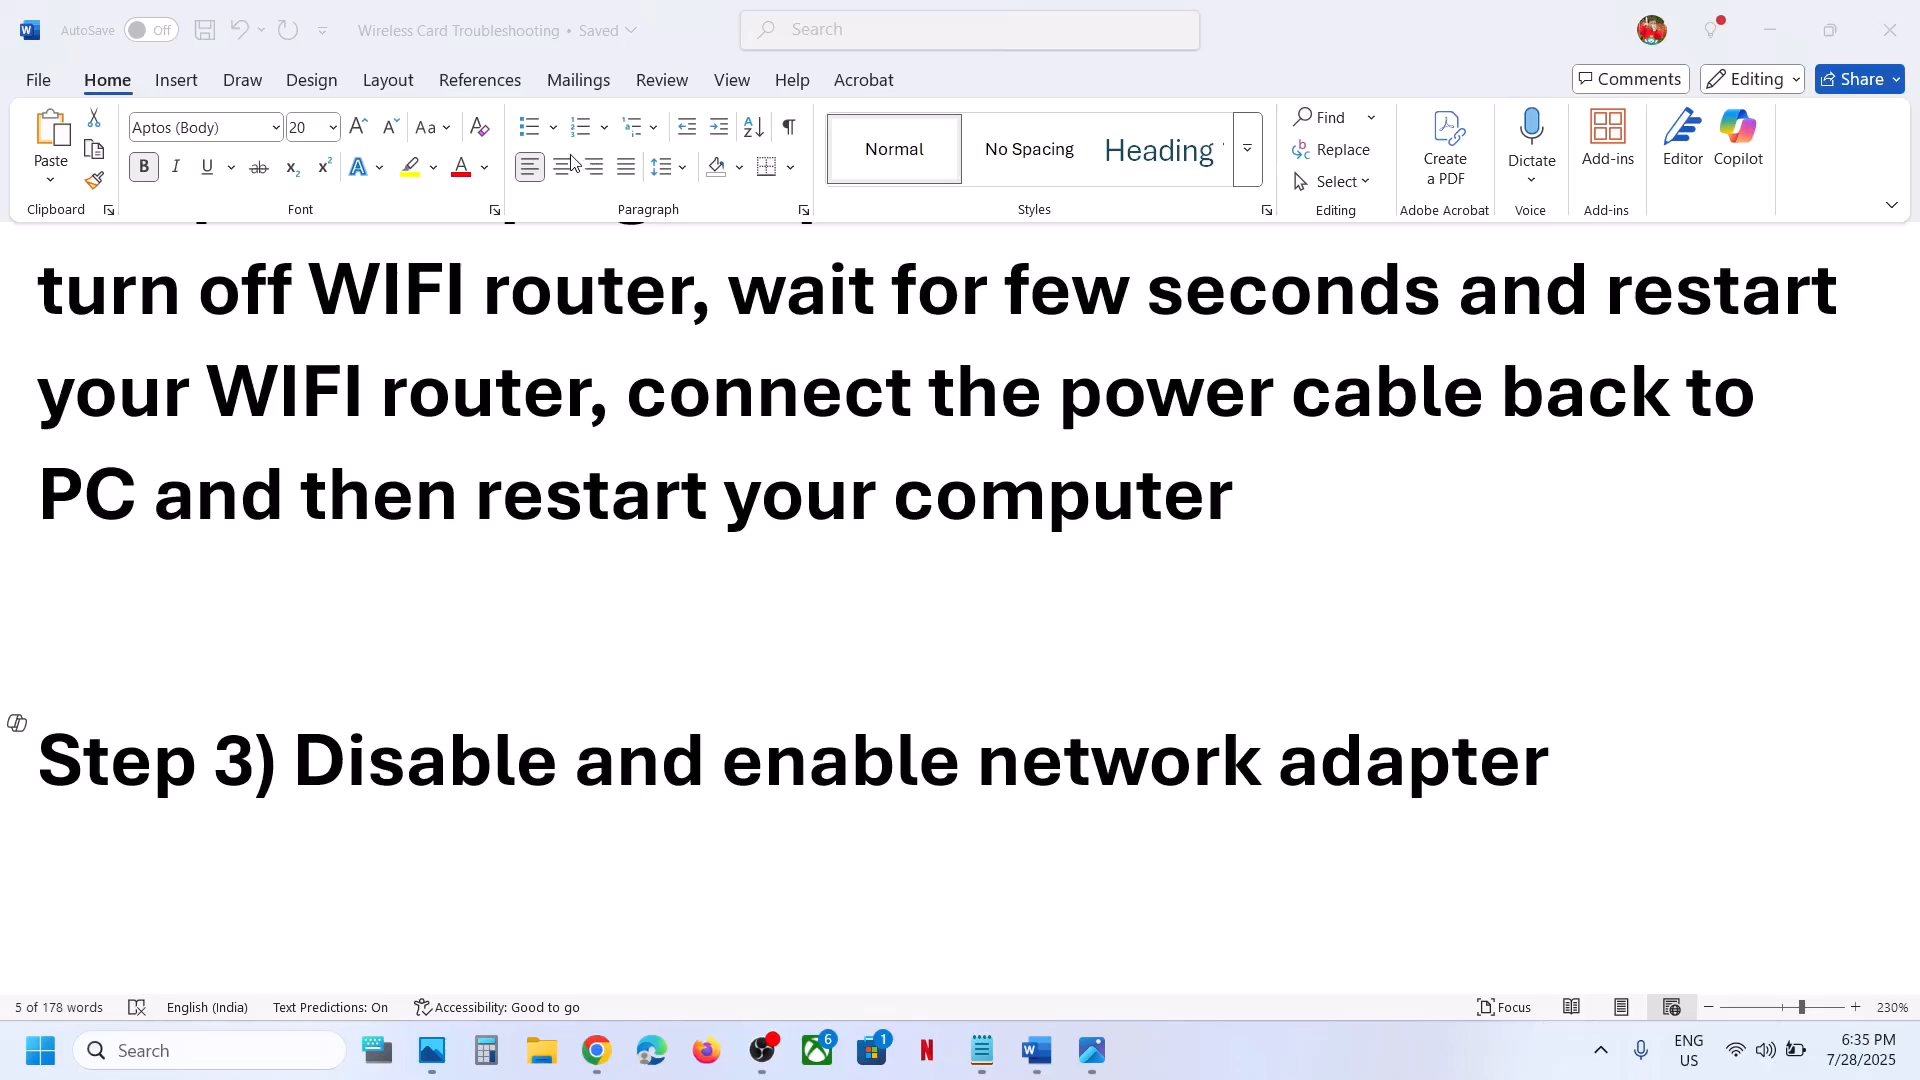 AutoSave Off Wireless Card Troubleshooting • Saved Search
File Home Insert Draw Design Layout References Mailings Review View Help Acrobat Comments Editing Share
Paste Aptos (Body) 20 Normal No Spacing Heading Find Replace Select Create a PDF Dictate Add-ins Editor Copilot
Clipboard Font Paragraph Styles Editing Adobe Acrobat Voice Add-ins
turn off WIFI router, wait for few seconds and restart
your WIFI router, connect the power cable back to
PC and then restart your computer
Step 3) Disable and enable network adapter
5 of 178 words English (India) Text Predictions: On Accessibility: Good to go Focus 230%
Search 6 1 ENG US 6:35 PM 7/28/2025